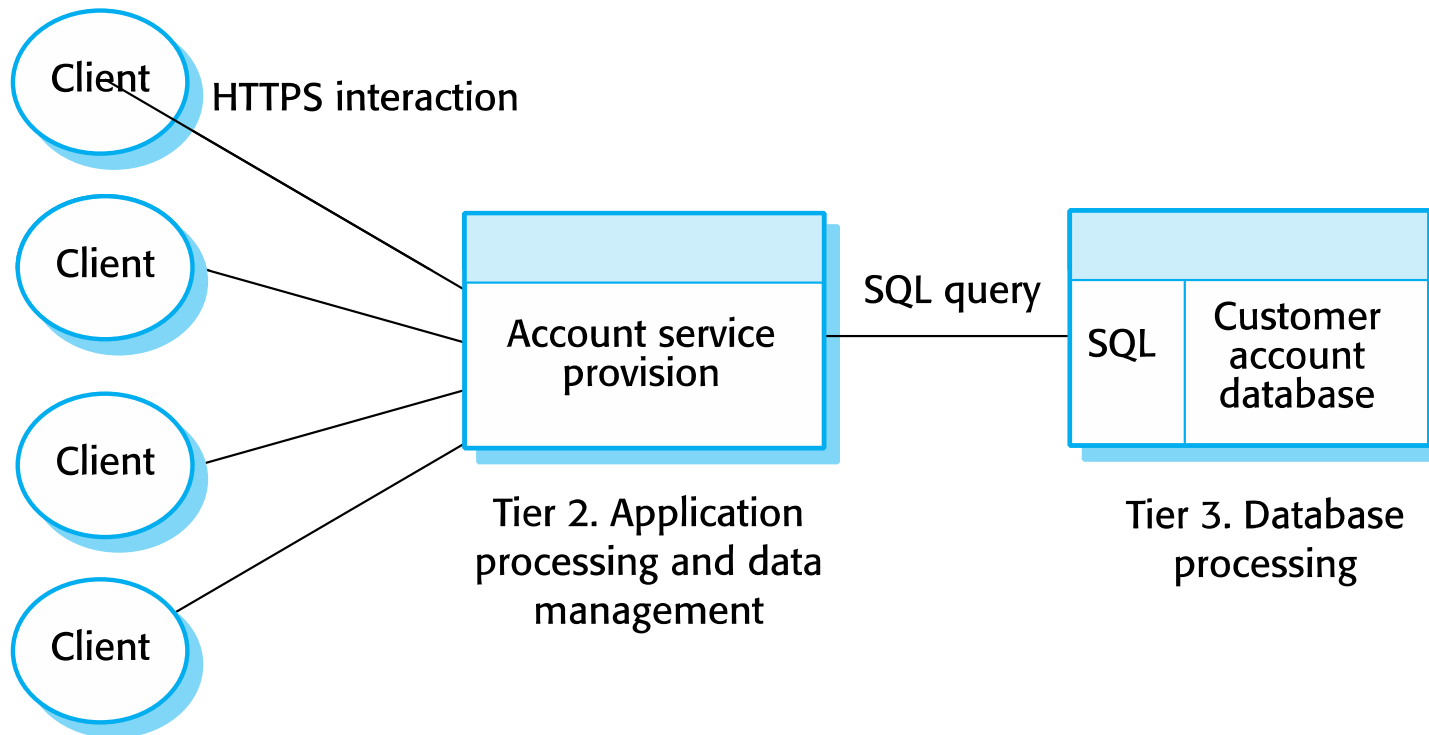 Client
HTTPS interaction
Client
Client
Client
Account service
provision
SQL query
SQL
Customer
account
database
Tier 2. Application
processing and data
management
Tier 3. Database
processing